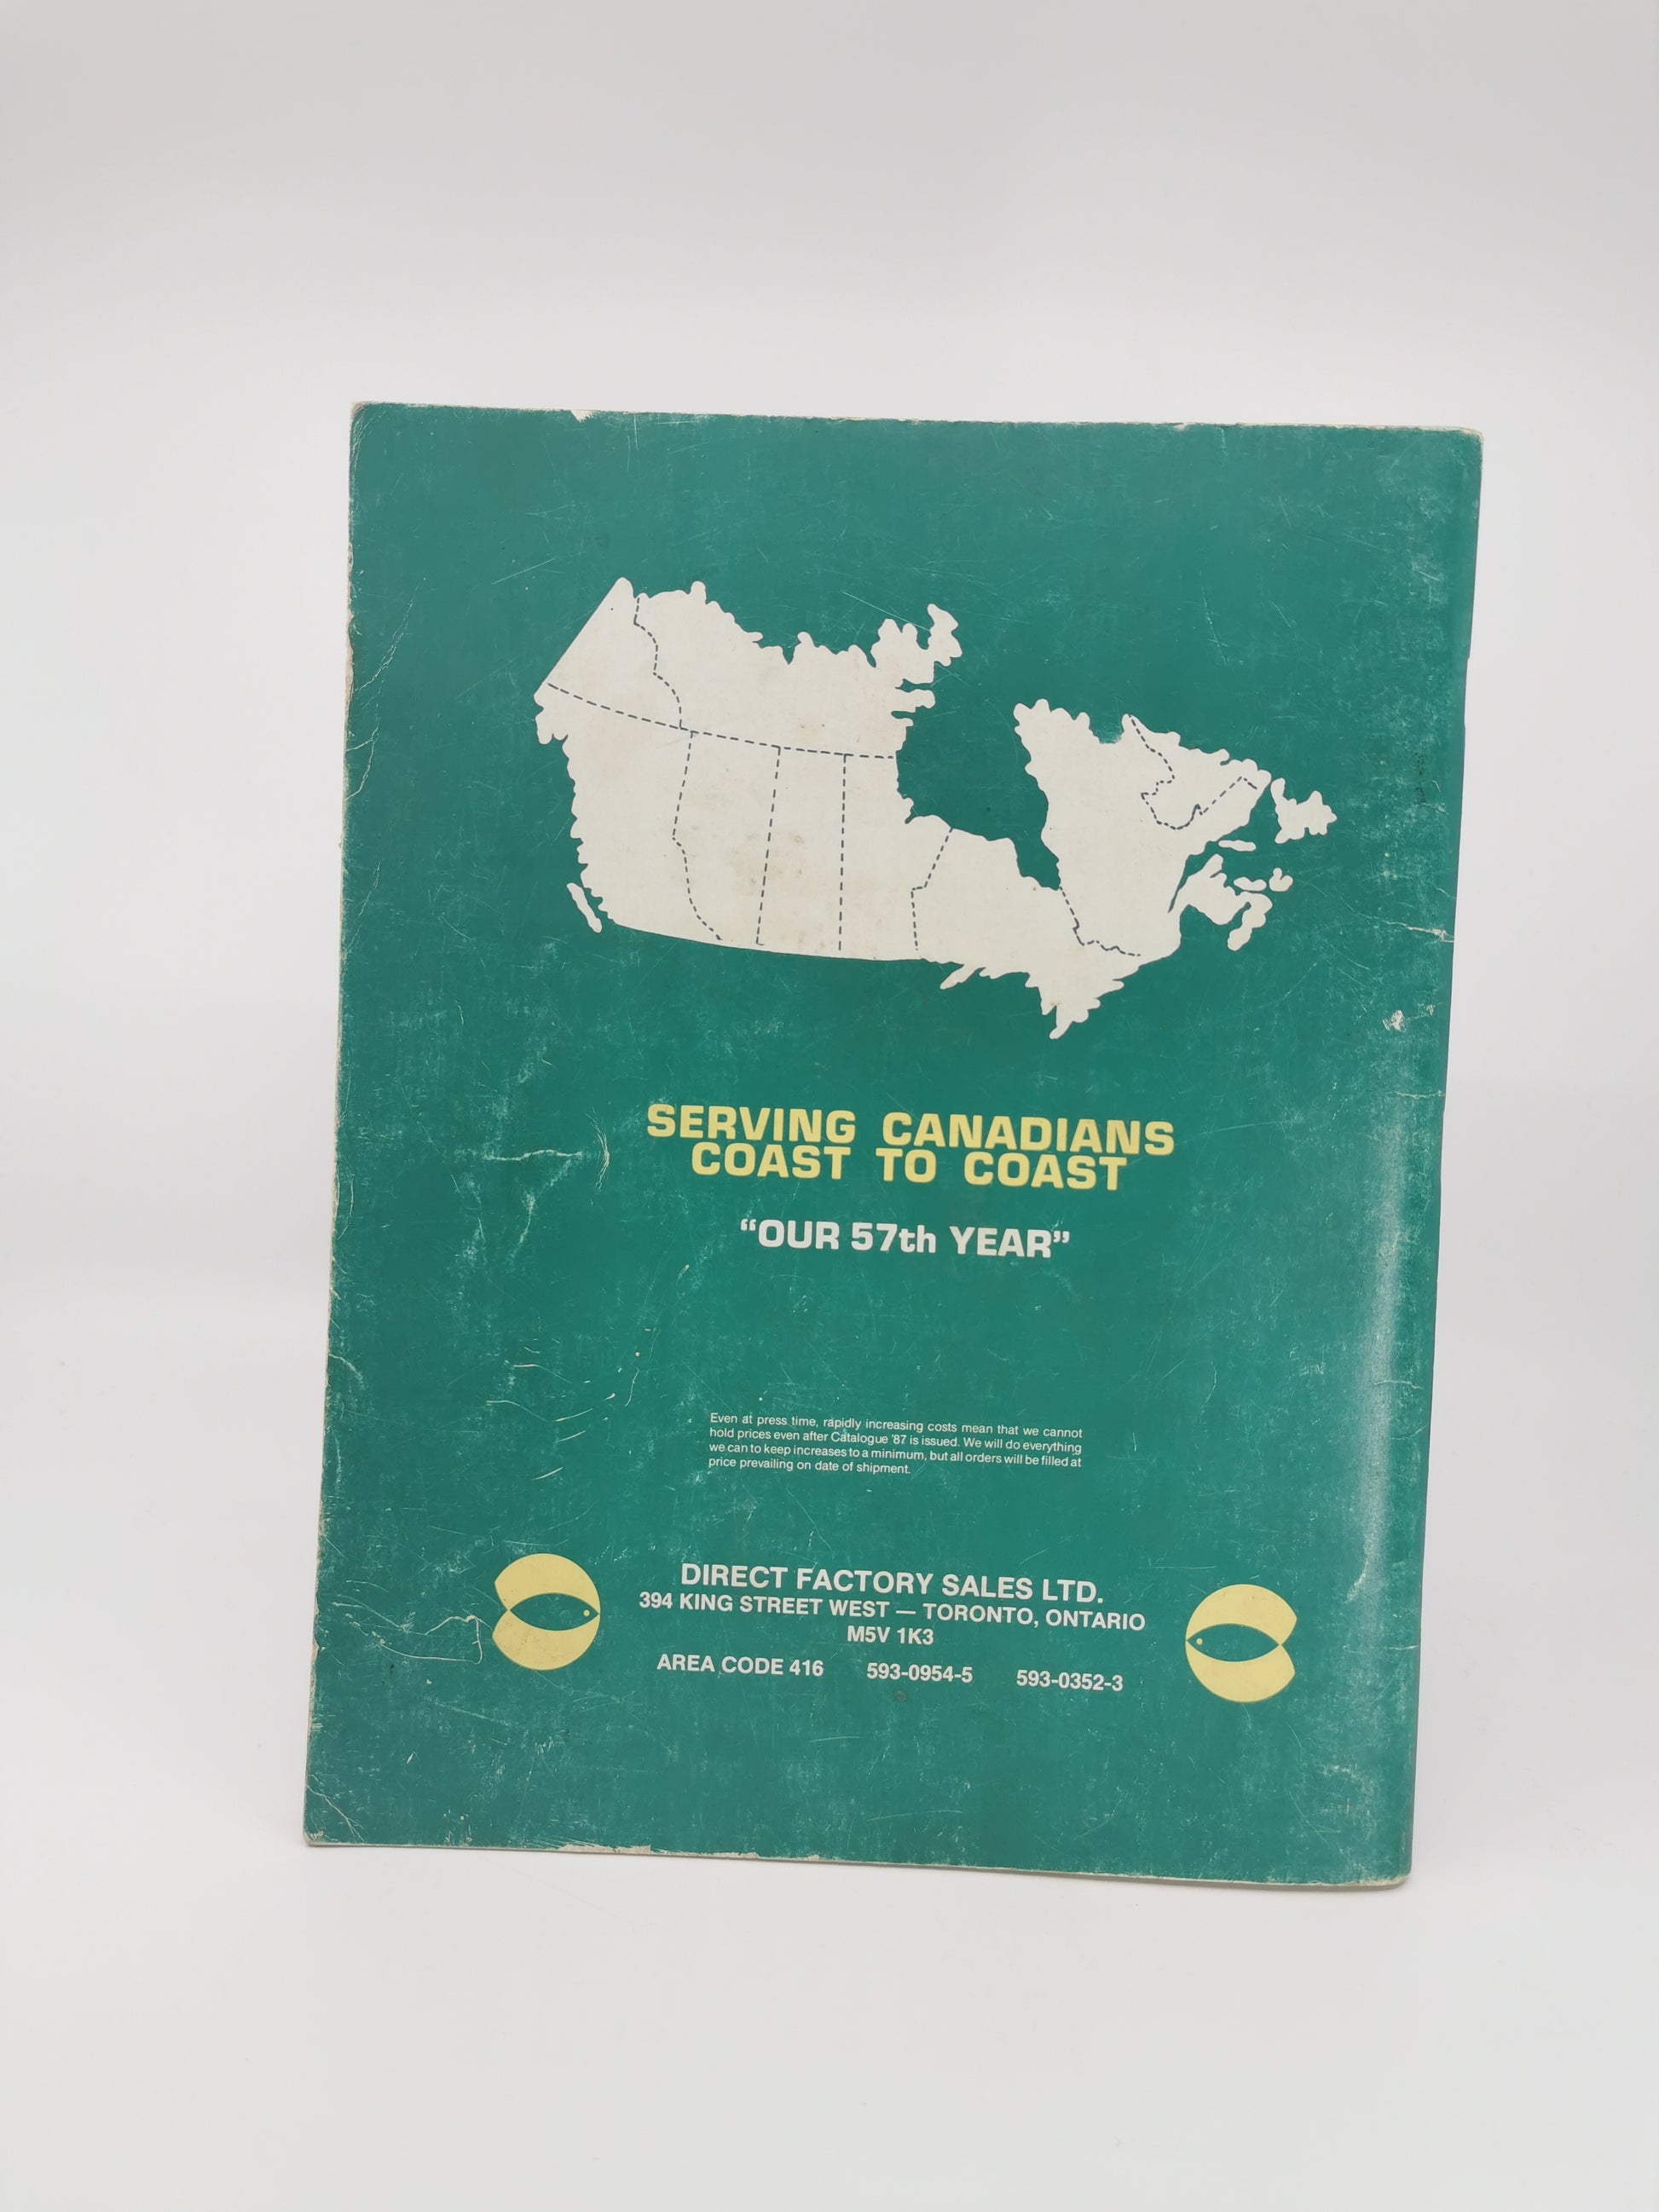 SERVING CANADIANS
COAST TO COAST
“OUR 57th YEAR”
Even at press time, rapidly increasing costs mean that we cannot
hold prices even after Catalogue '87 is issued. We will do everything
we can to keep increases to a minimum, but all orders will be filled at
price prevailing on date of shipment.
DIRECT FACTORY SALES LTD.
394 KING STREET WEST — TORONTO, ONTARIO
M5V 1K3
AREA CODE 416 593-0954-5 593-0352-3